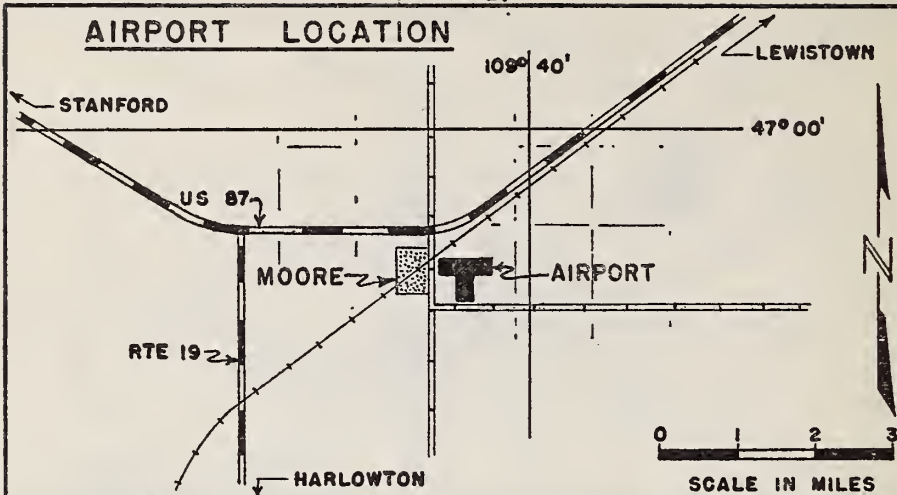 AIRPORT LOCATION
109° 40'
LEWISTOWN
STANFORD
47° 00'
US 87
MOORE
AIRPORT
N
RTE 19
0 1 2 3
HARLOWTON
SCALE IN MILES